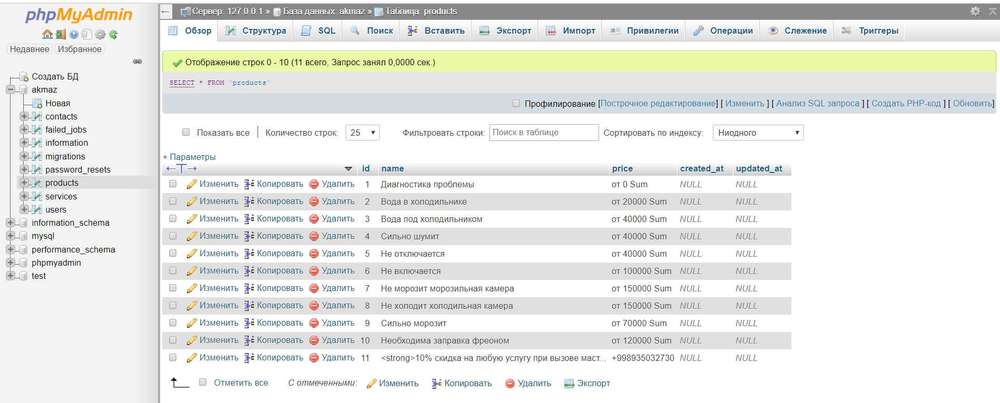 phpMyAdmin
Недавнее Избранное
Создать БД
akmaz
Новая
contacts
failed_jobs
information
migrations
password_resets
products
services
users
information_schema
mysql
performance_schema
phpmyadmin
test
Сервер: 127.0.0.1 » База данных: akmaz » Таблица: products
Обзор Структура SQL Поиск Вставить Экспорт Импорт Привилегии Операции Слежение Триггеры
Отображение строк 0 - 10 (11 всего, Запрос занял 0,0000 сек.)
SELECT * FROM `products`
Профилирование [Построчное редактирование] [ Изменить ] [ Анализ SQL запроса ] [ Создать PHP-код ] [ Обновить]
Показать все | Количество строк: 25 Фильтровать строки: Поиск в таблице Сортировать по индексу: Ниодного
+ Параметры
←T→ id name price created_at updated_at
Изменить Копировать Удалить 1 Диагностика проблемы от 0 Sum NULL NULL
Изменить Копировать Удалить 2 Вода в холодильнике от 20000 Sum NULL NULL
Изменить Копировать Удалить 3 Вода под холодильником от 40000 Sum NULL NULL
Изменить Копировать Удалить 4 Сильно шумит от 40000 Sum NULL NULL
Изменить Копировать Удалить 5 Не отключается от 40000 Sum NULL NULL
Изменить Копировать Удалить 6 Не включается от 100000 Sum NULL NULL
Изменить Копировать Удалить 7 Не морозит морозильная камера от 150000 Sum NULL NULL
Изменить Копировать Удалить 8 Не холодит холодильная камера от 150000 Sum NULL NULL
Изменить Копировать Удалить 9 Сильно морозит от 70000 Sum NULL NULL
Изменить Копировать Удалить 10 Необходима заправка фреоном от 120000 Sum NULL NULL
Изменить Копировать Удалить 11 <strong>10% скидка на любую услугу при вызове маст... +998935032730 NULL NULL
Отметить все С отмеченными: Изменить Копировать Удалить Экспорт